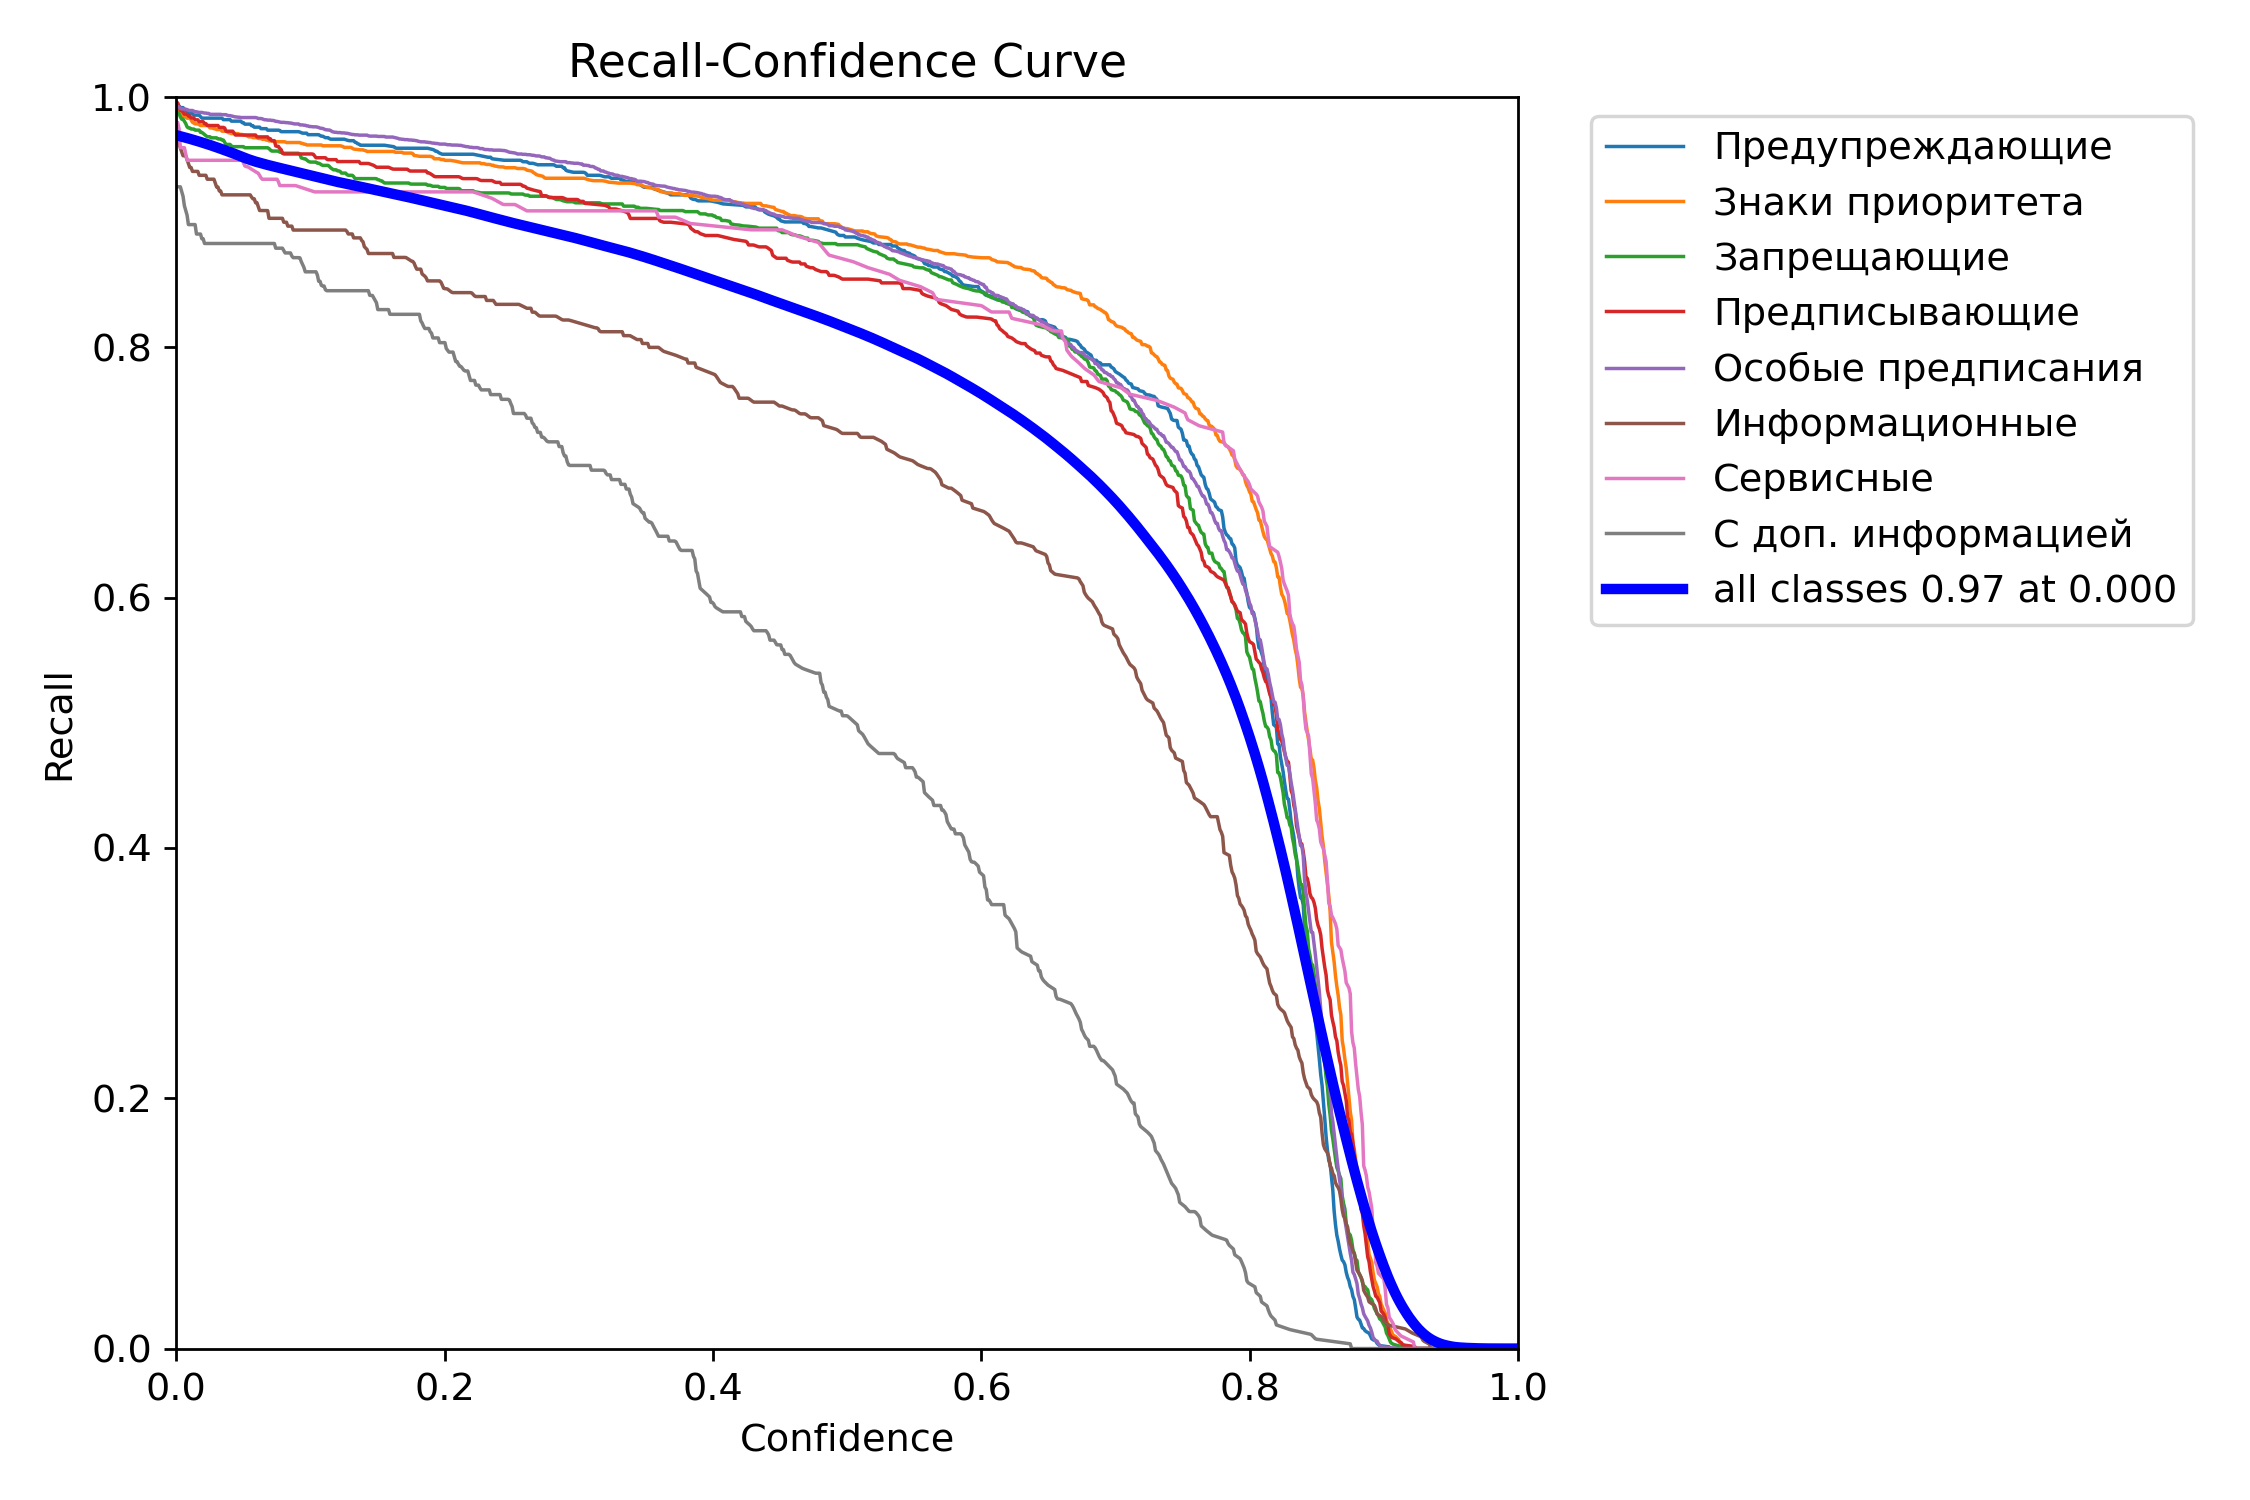 Recall-Confidence Curve
1.0
0.8
0.6
0.4
0.2
0.0
Recall
0.0 0.2 0.4 0.6 0.8 1.0
Confidence
Предупреждающие
Знаки приоритета
Запрещающие
Предписывающие
Особые предписания
Информационные
Сервисные
С доп. информацией
all classes 0.97 at 0.000